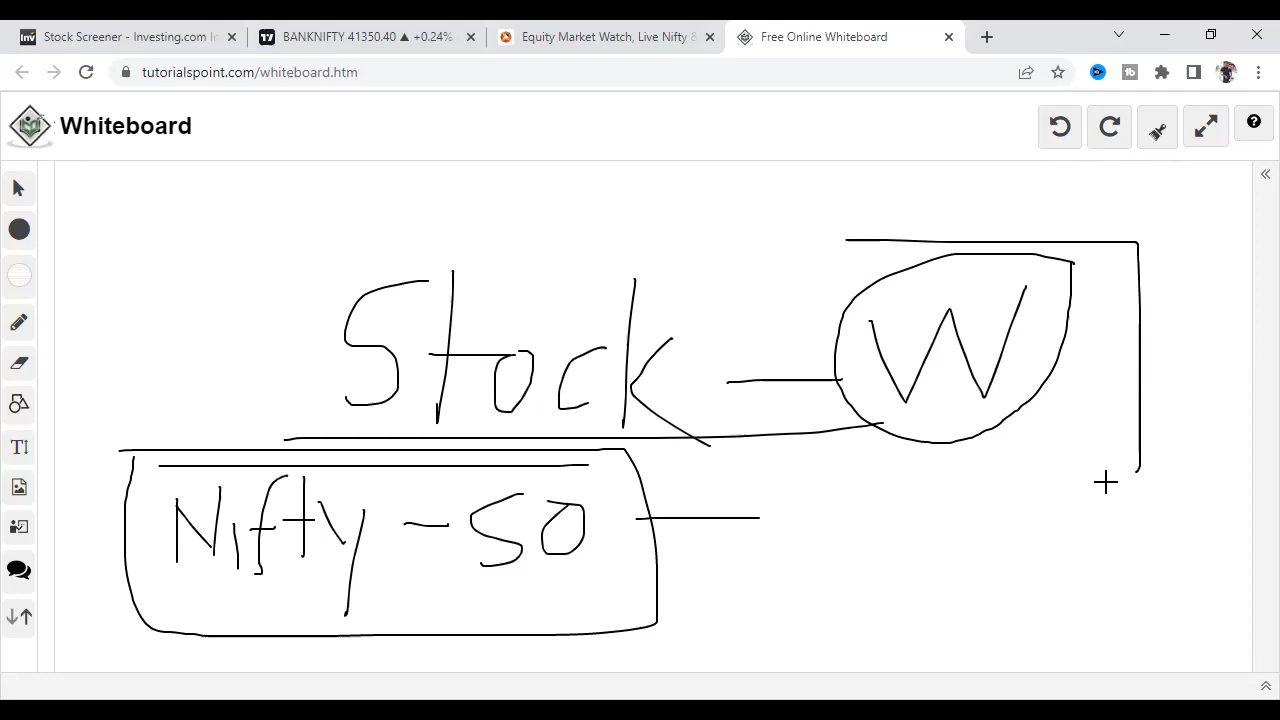 Stock Screener - Investing.com In
BANKNIFTY 41350.40 ▲ +0.24%
Equity Market Watch, Live Nifty &
Free Online Whiteboard
tutorialspoint.com/whiteboard.htm
Whiteboard
Stock — W
Nifty - 50 —